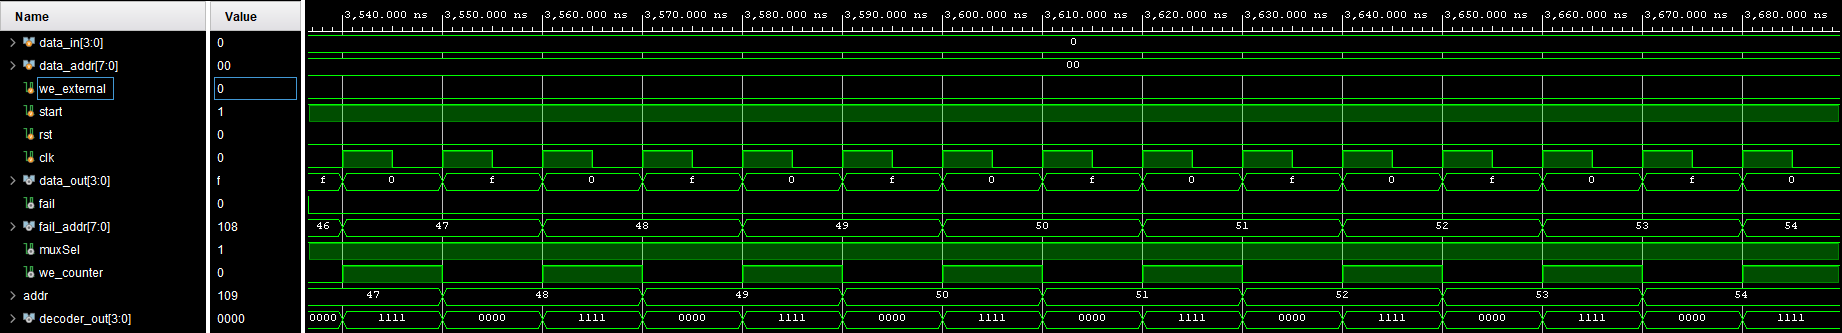 Name Value 3,540.000 ns 3,550.000 ns 3,560.000 ns 3,570.000 ns 3,580.000 ns 3,590.000 ns 3,600.000 ns 3,610.000 ns 3,620.000 ns 3,630.000 ns 3,640.000 ns 3,650.000 ns 3,660.000 ns 3,670.000 ns 3,680.000 ns
data_in[3:0] 0 0
data_addr[7:0] 00 00
we_external 0
start 1
rst 0
clk 0
data_out[3:0] f f 0 f 0 f 0 f 0 f 0 f 0 f 0 f 0
fail 0
fail_addr[7:0] 108 46 47 48 49 50 51 52 53 54
muxSel 1
we_counter 0
addr 109 47 48 49 50 51 52 53 54
decoder_out[3:0] 0000 0000 1111 0000 1111 0000 1111 0000 1111 0000 1111 0000 1111 0000 1111 0000 1111